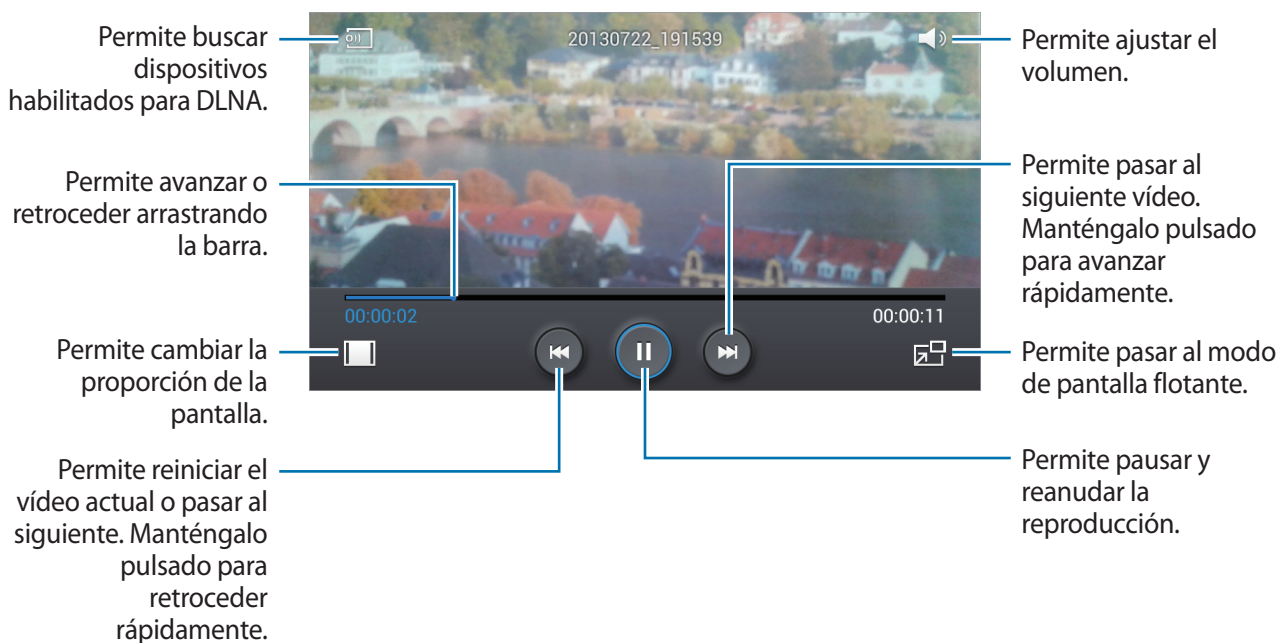 Permite buscar
dispositivos
habilitados para DLNA.
Permite avanzar o
retroceder arrastrando
la barra.
Permite cambiar la
proporción de la
pantalla.
Permite reiniciar el
vídeo actual o pasar al
siguiente. Manténgalo
pulsado para
retroceder
rápidamente.
20130722_191539
00:00:02
00:00:11
Permite ajustar el
volumen.
Permite pasar al
siguiente vídeo.
Manténgalo pulsado
para avanzar
rápidamente.
Permite pasar al modo
de pantalla flotante.
Permite pausar y
reanudar la
reproducción.